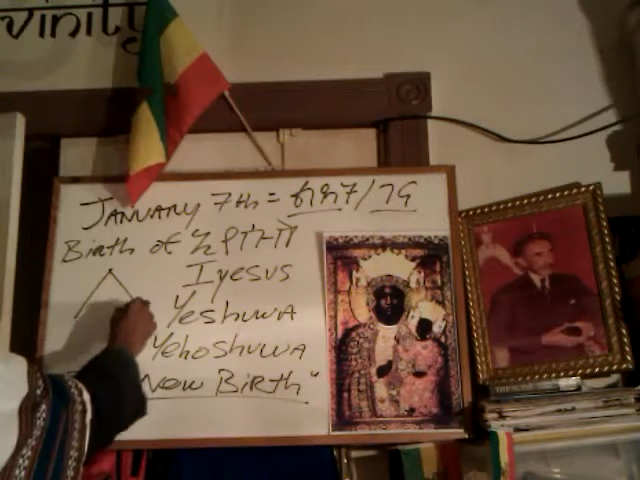 vinity
JANUARY 7th =
Birth of
Iyesus
Yeshuwa
Yehoshuwa
New Birth"